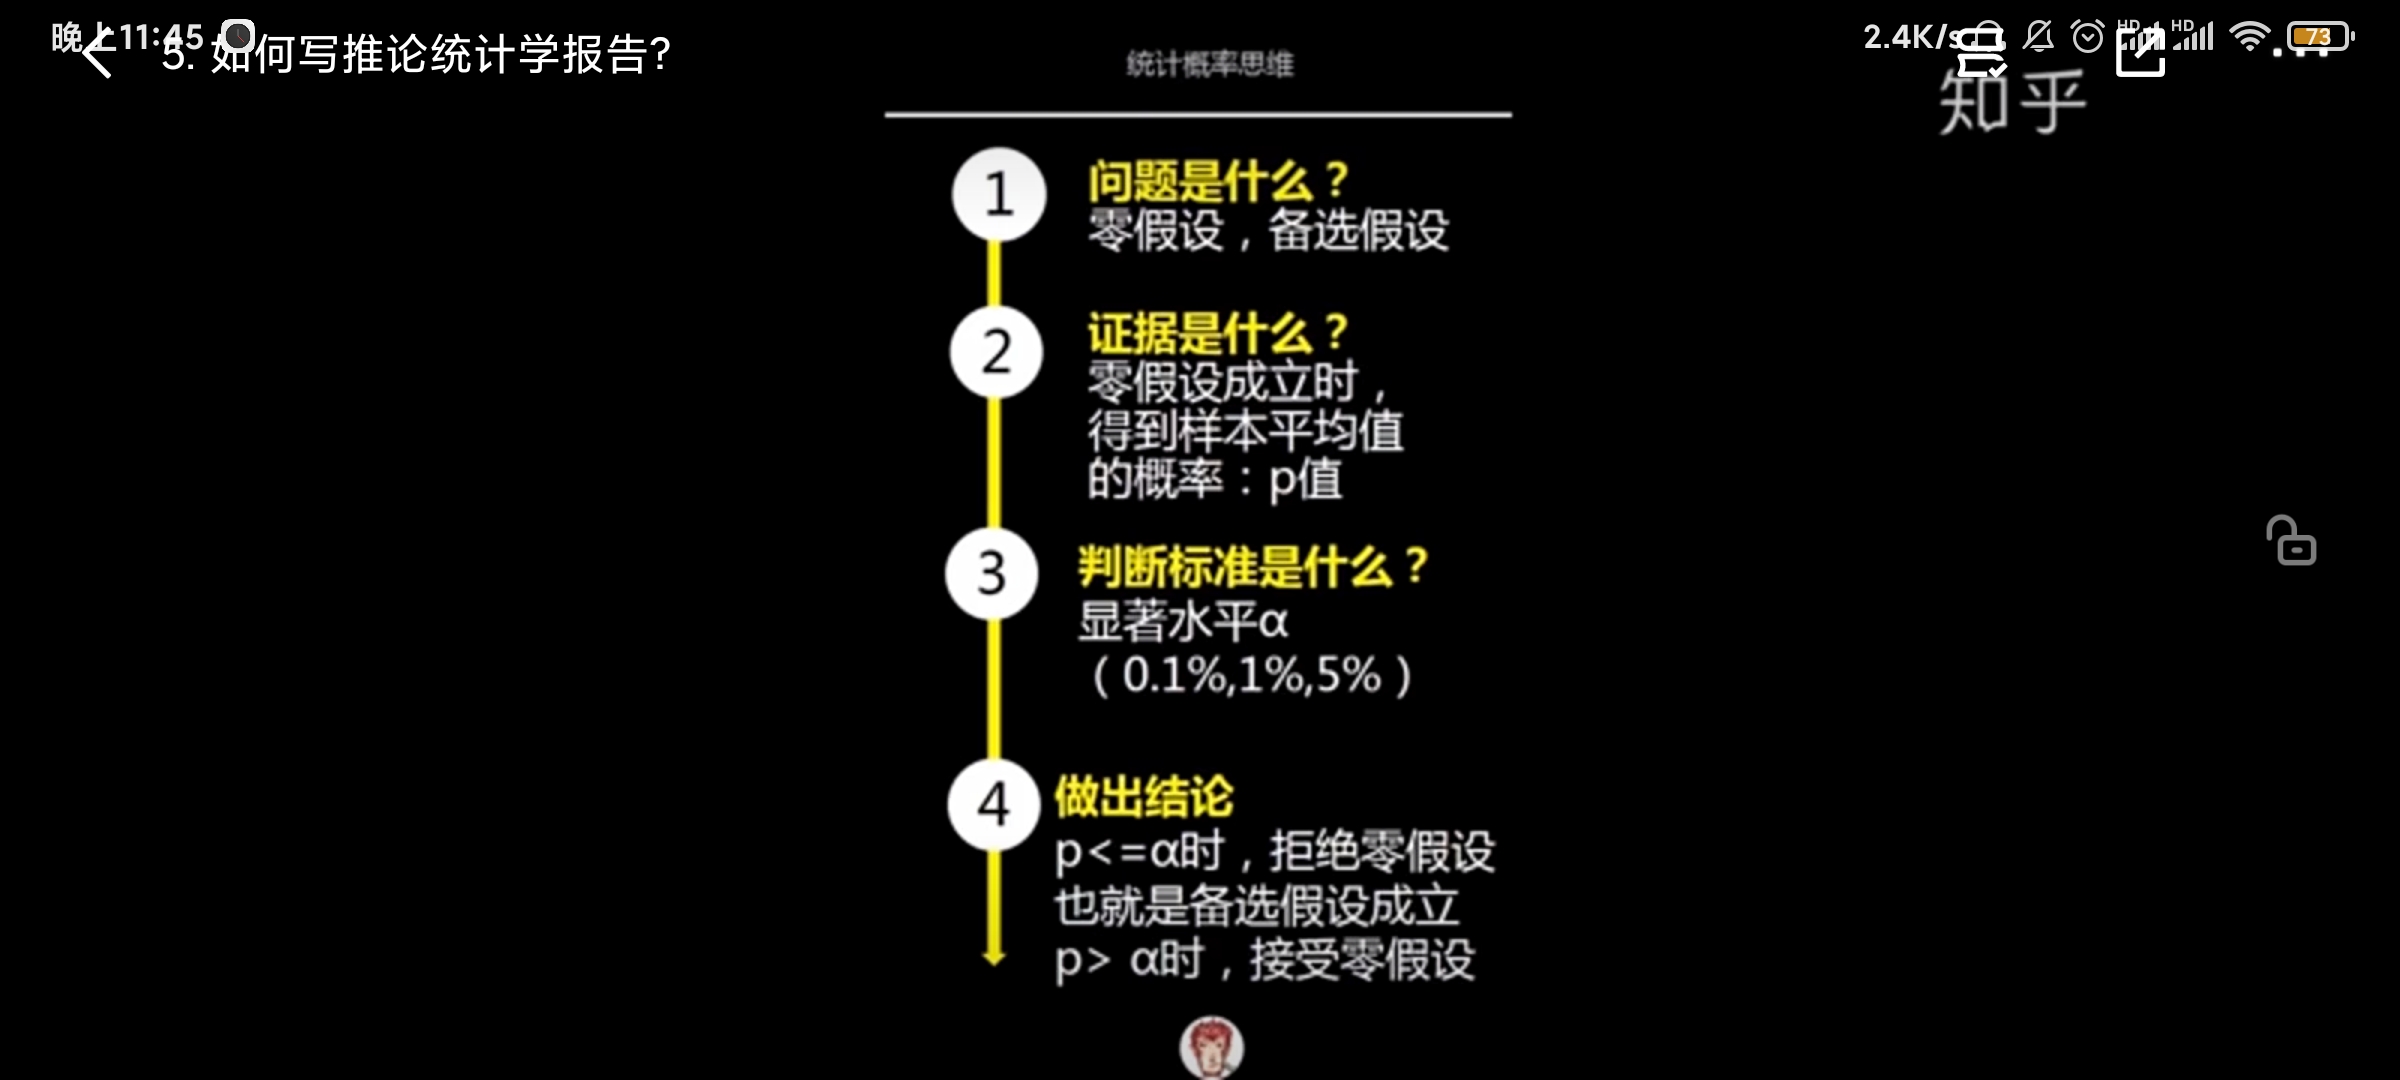 晚上11:45
2.4K/s
HD
HD
73
5. 如何写推论统计学报告?
统计概率思维
知乎
1
问题是什么？
零假设，备选假设
2
证据是什么？
零假设成立时，
得到样本平均值
的概率：p值
3
判断标准是什么？
显著水平α
（0.1%,1%,5%）
4
做出结论
p<=α时，拒绝零假设
也就是备选假设成立
p> α时，接受零假设